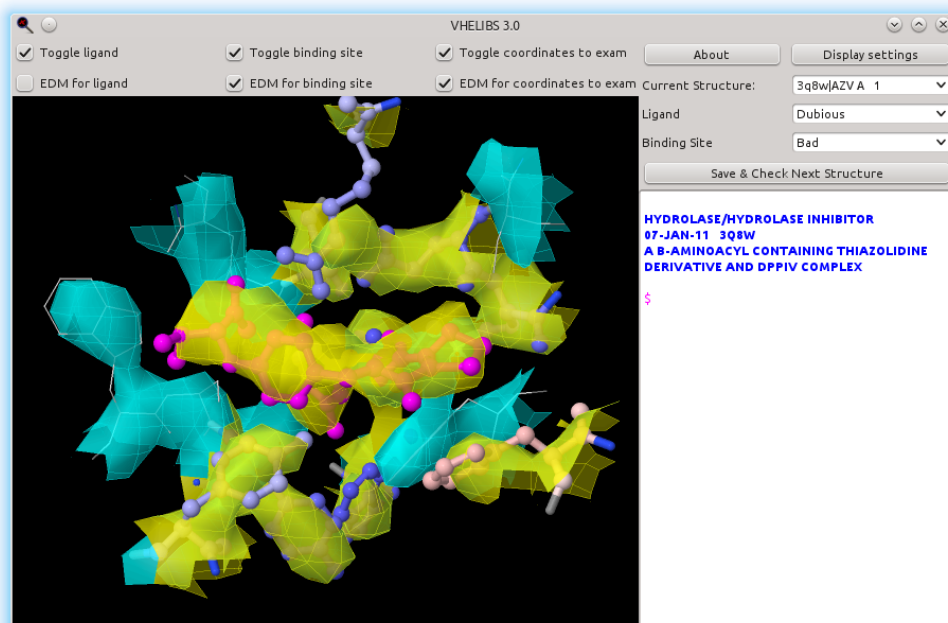 VHELIBS 3.0
Toggle ligand
Toggle binding site
Toggle coordinates to exam
About
Display settings
EDM for ligand
EDM for binding site
EDM for coordinates to exam
Current Structure:
3q8w|AZV A 1
Ligand
Dubious
Binding Site
Bad
Save & Check Next Structure
HYDROLASE/HYDROLASE INHIBITOR
07-JAN-11 3Q8W
A B-AMINOACYL CONTAINING THIAZOLIDINE
DERIVATIVE AND DPPIV COMPLEX
$